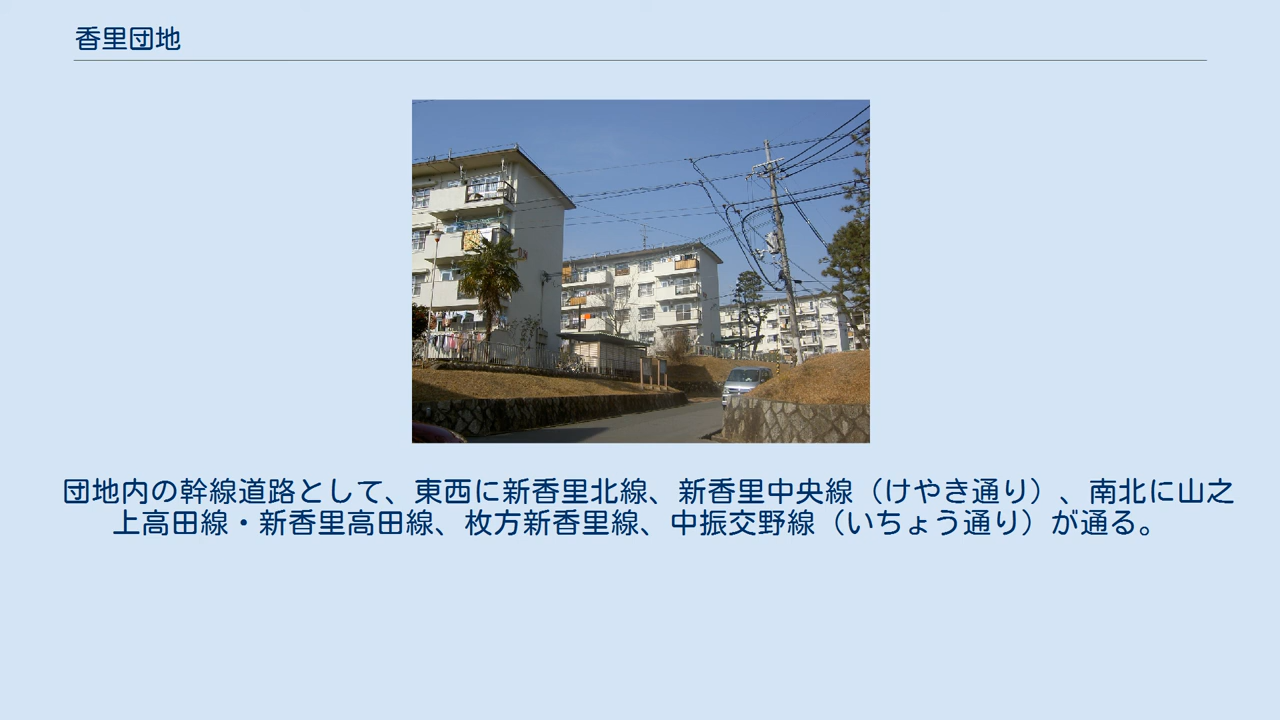 香里団地
団地内の幹線道路として、東西に新香里北線、新香里中央線（けやき通り）、南北に山之
上高田線・新香里高田線、枚方新香里線、中振交野線（いちょう通り）が通る。